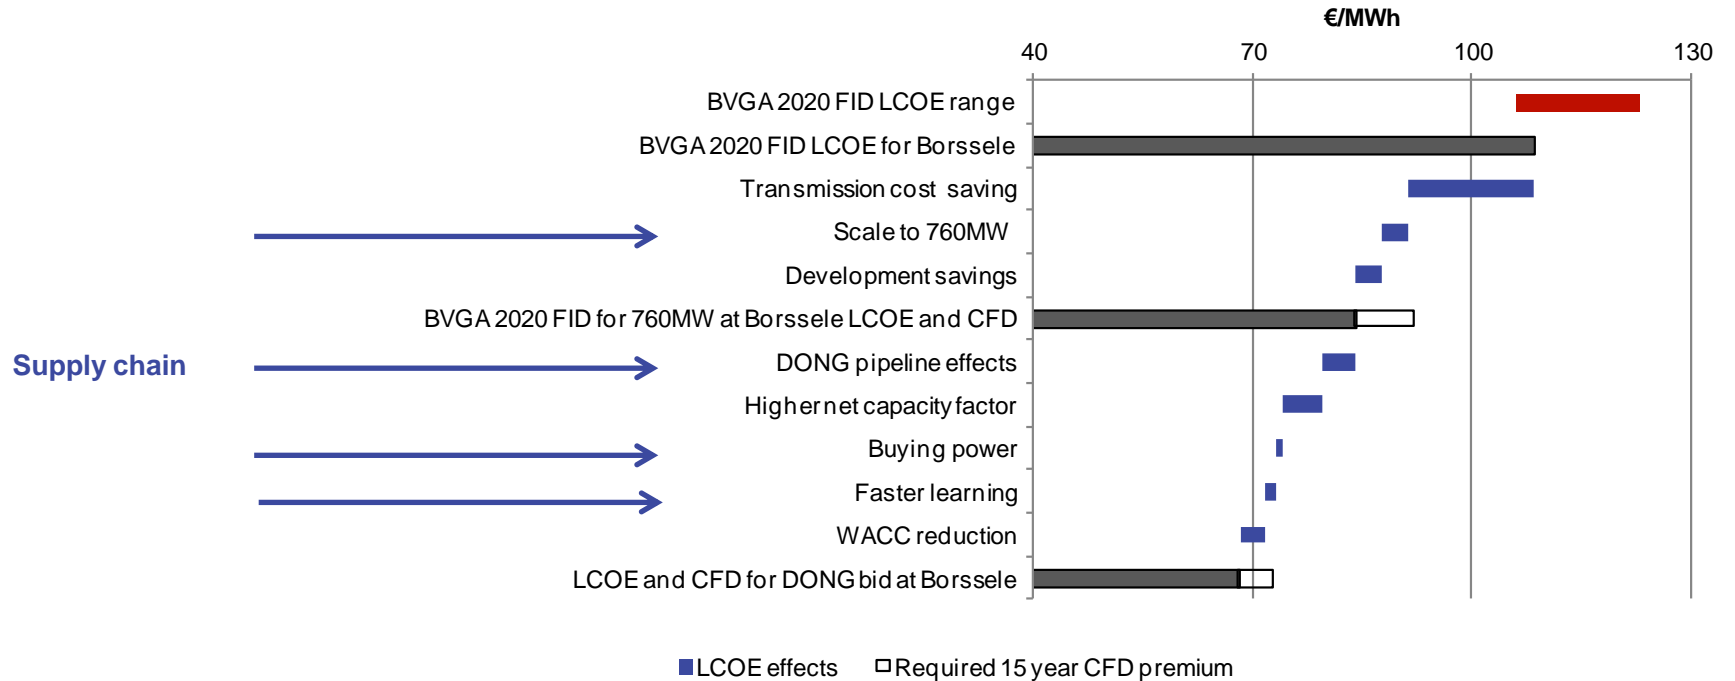 €/MWh
40 70 100 130
BVGA 2020 FID LCOE range
BVGA 2020 FID LCOE for Borssele
Transmission cost saving
Scale to 760MW
Development savings
BVGA 2020 FID for 760MW at Borssele LCOE and CFD
Supply chain
DONG pipeline effects
Higher net capacity factor
Buying power
Faster learning
WACC reduction
LCOE and CFD for DONG bid at Borssele
LCOE effects
Required 15 year CFD premium